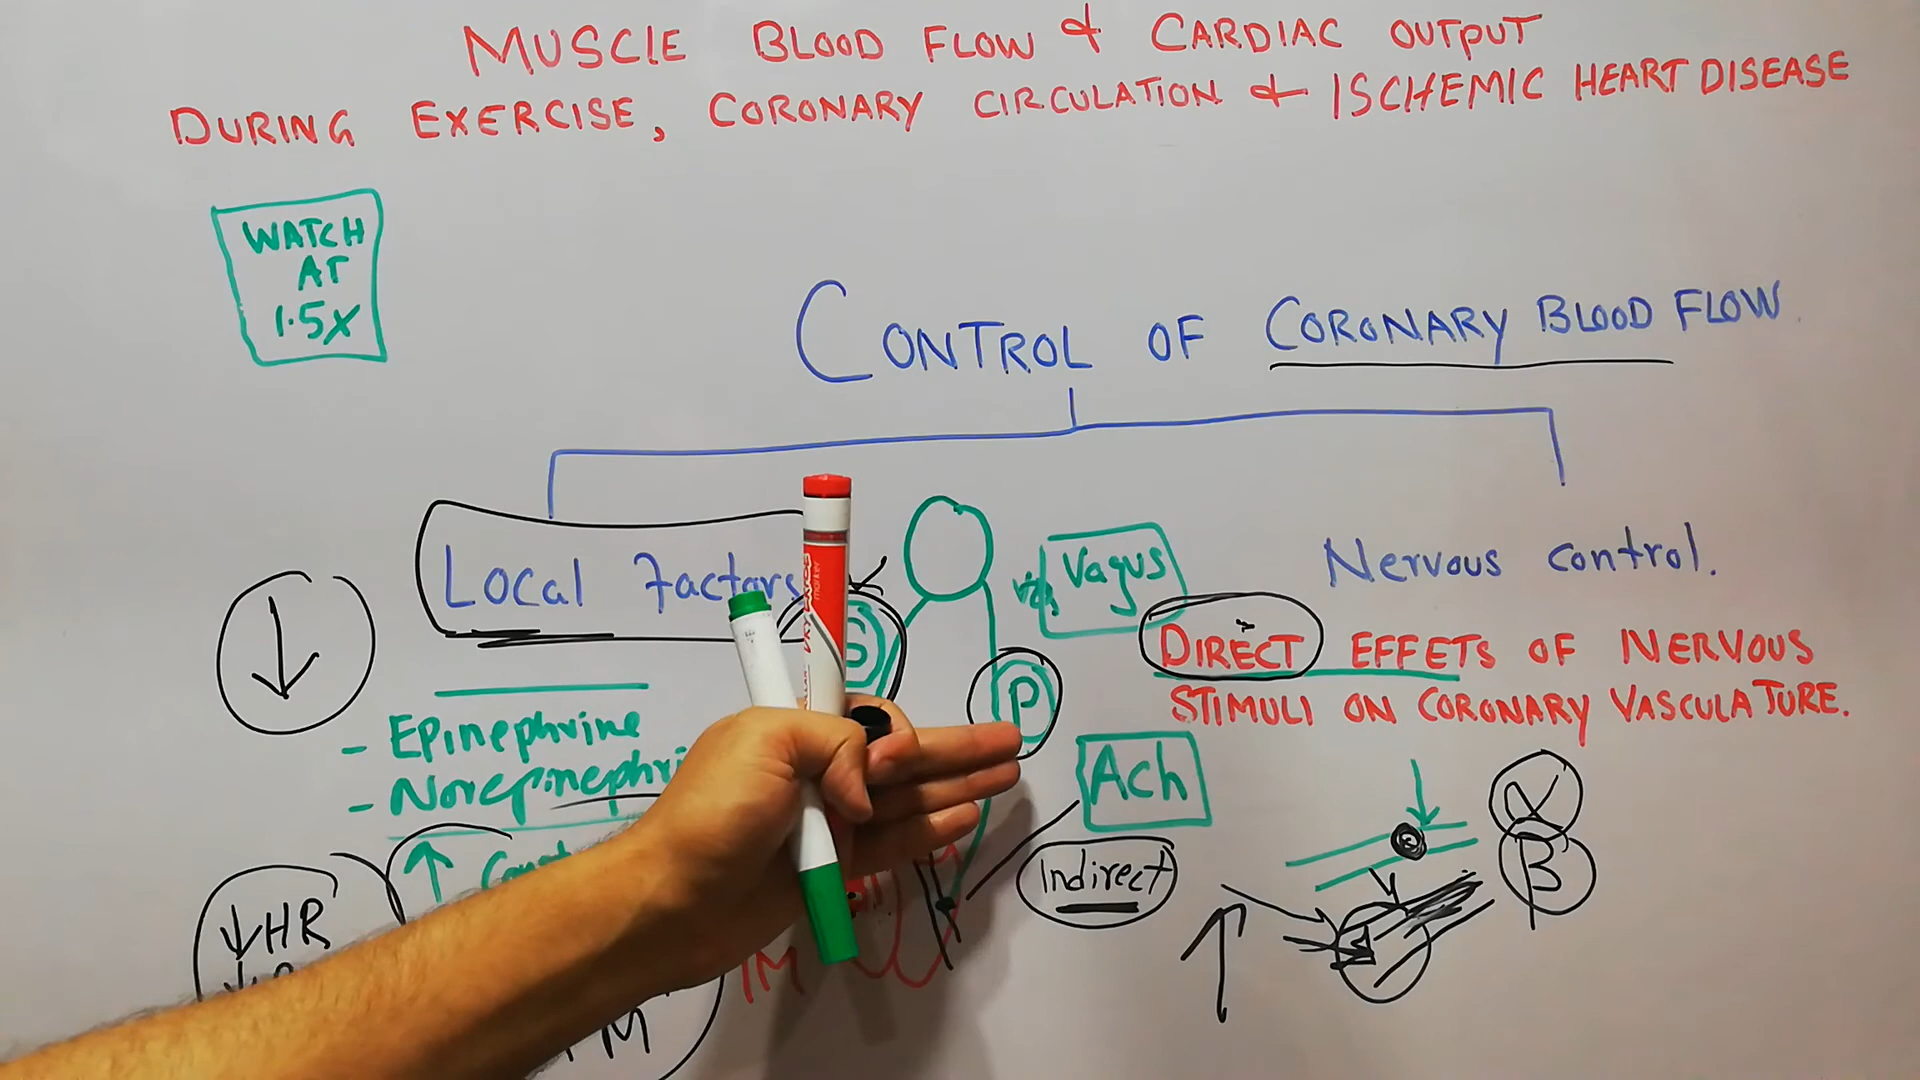 MUSCLE BLOOD FLOW & CARDIAC OUTPUT
DURING EXERCISE, CORONARY CIRCULATION & ISCHEMIC HEART DISEASE
WATCH
AT
1.5X
CONTROL OF CORONARY BLOOD FLOW.
Local Factors
S
Vagus
Nervous control.
P
DIRECT EFFETS OF NERVOUS
STIMULI ON CORONARY VASCULATURE.
- Epinephrine
- Norepinephri
Ach
↑
Indirect
α
β
↓HR
M